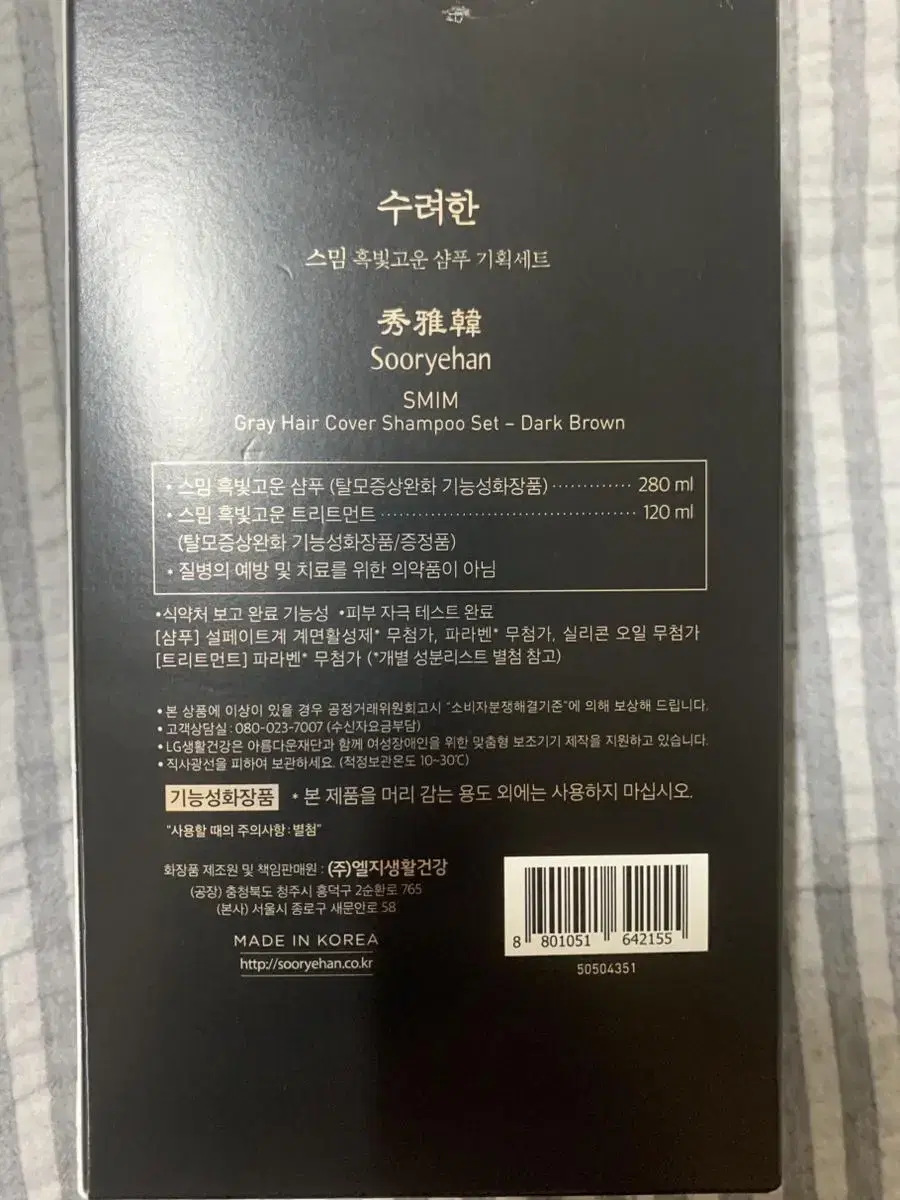 수려한
스밈 흑빛고운 샴푸 기획세트
秀雅韓
Sooryehan
SMIM
Gray Hair Cover Shampoo Set – Dark Brown
• 스밈 흑빛고운 샴푸 (탈모증상완화 기능성화장품) ············· 280 ml
• 스밈 흑빛고운 트리트먼트 ········································· 120 ml
(탈모증상완화 기능성화장품/증정품)
• 질병의 예방 및 치료를 위한 의약품이 아님
•식약처 보고 완료 기능성 •피부 자극 테스트 완료
[샴푸] 설페이트계 계면활성제* 무첨가, 파라벤* 무첨가, 실리콘 오일 무첨가
[트리트먼트] 파라벤* 무첨가 (*개별 성분리스트 별첨 참고)
• 본 상품에 이상이 있을 경우 공정거래위원회고시 "소비자분쟁해결기준"에 의해 보상해 드립니다.
• 고객상담실 : 080-023-7007 (수신자요금부담)
• LG생활건강은 아름다운재단과 함께 여성장애인을 위한 맞춤형 보조기기 제작을 지원하고 있습니다.
• 직사광선을 피하여 보관하세요. (적정보관온도 10~30℃)
기능성화장품 * 본 제품을 머리 감는 용도 외에는 사용하지 마십시오.
"사용할 때의 주의사항 : 별첨"
화장품 제조원 및 책임판매원 : (주)엘지생활건강
(공장) 충청북도 청주시 흥덕구 2순환로 765
(본사) 서울시 종로구 새문안로 58
MADE IN KOREA
http://sooryehan.co.kr
8 801051 642155
50504351